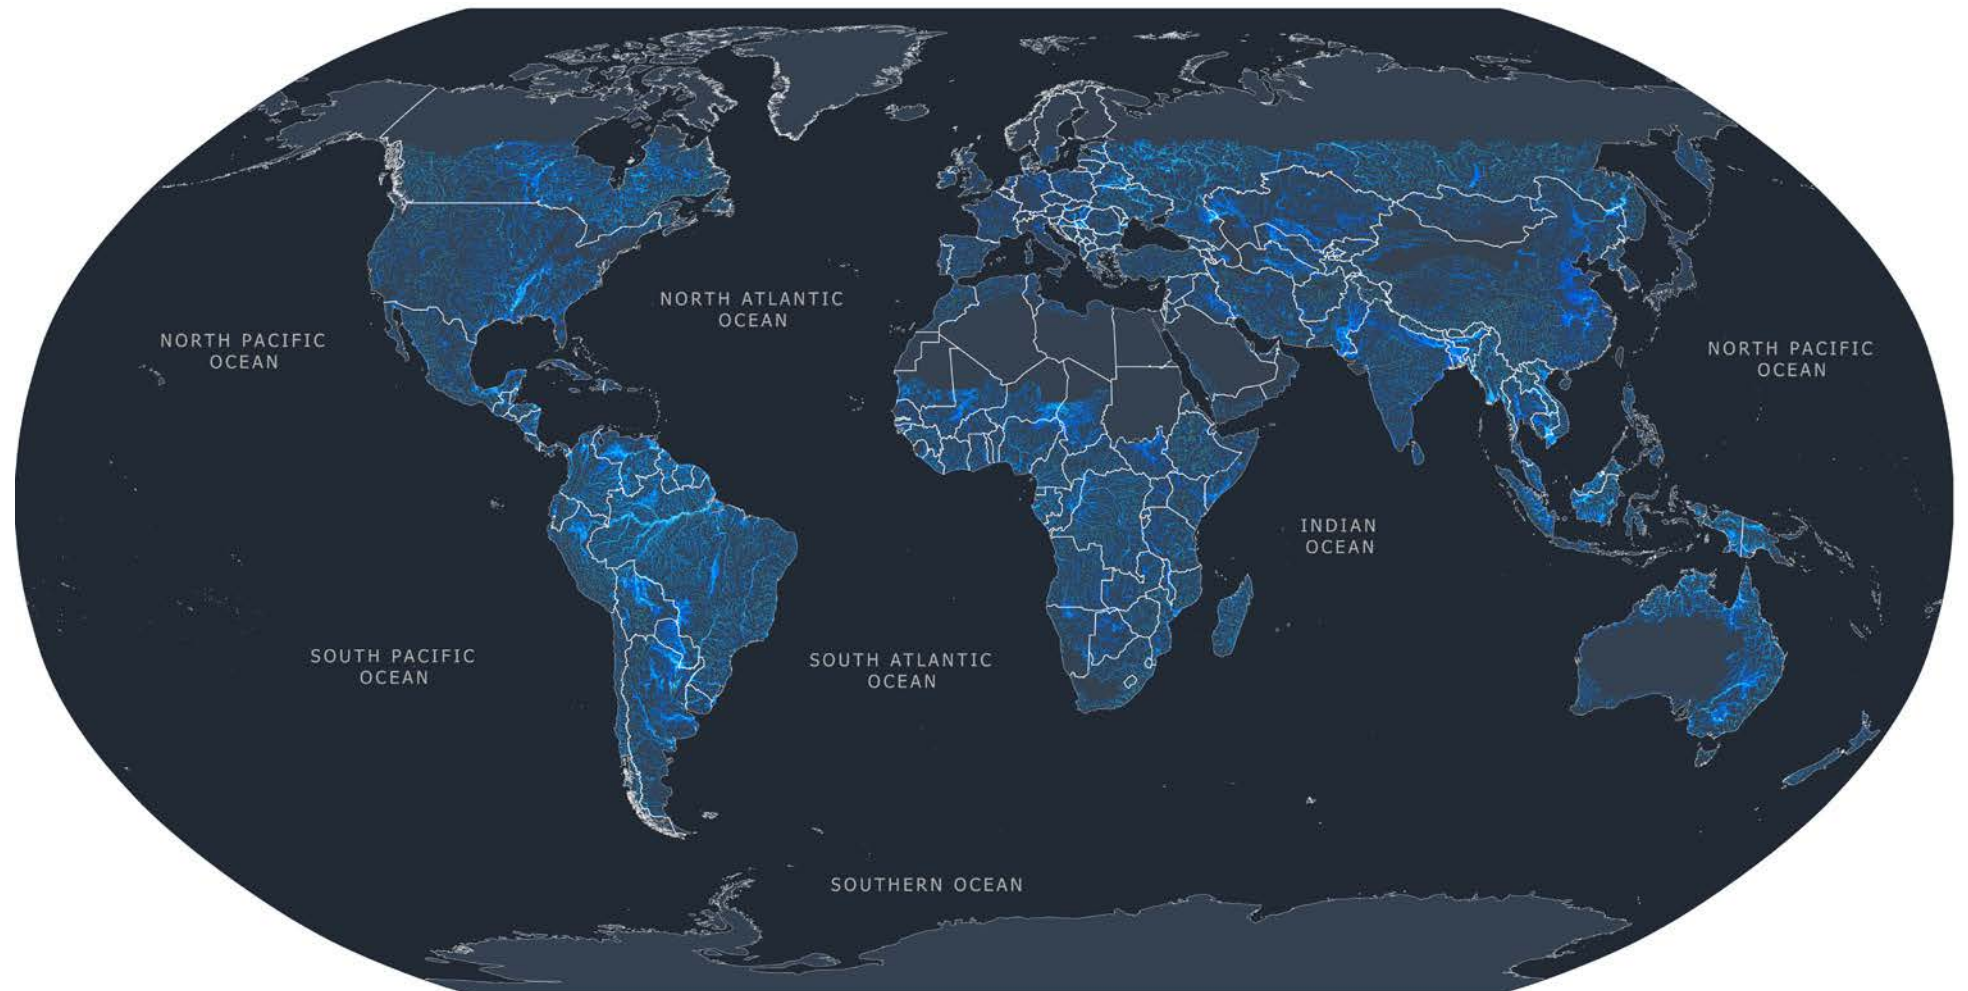 NORTH ATLANTIC
OCEAN
NORTH PACIFIC
OCEAN
NORTH PACIFIC
OCEAN
INDIAN
OCEAN
SOUTH PACIFIC
OCEAN
SOUTH ATLANTIC
OCEAN
SOUTHERN OCEAN